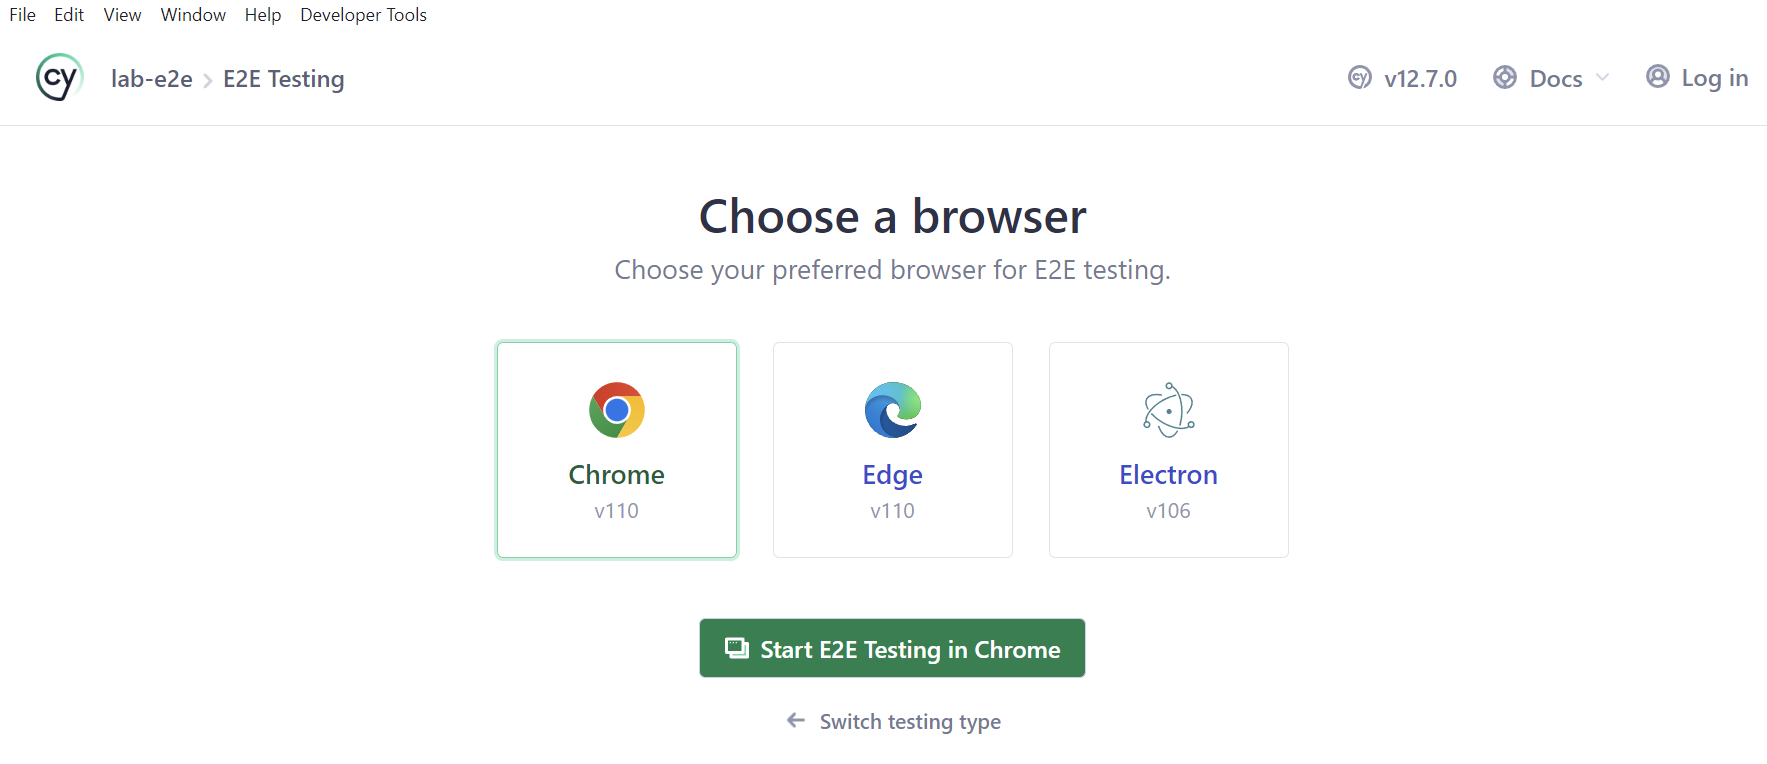 File Edit View Window Help Developer Tools
cy lab-e2e E2E Testing cy v12.7.0 Docs Log in
Choose a browser
Choose your preferred browser for E2E testing.
Chrome Edge Electron
v110 v110 v106
Start E2E Testing in Chrome
Switch testing type